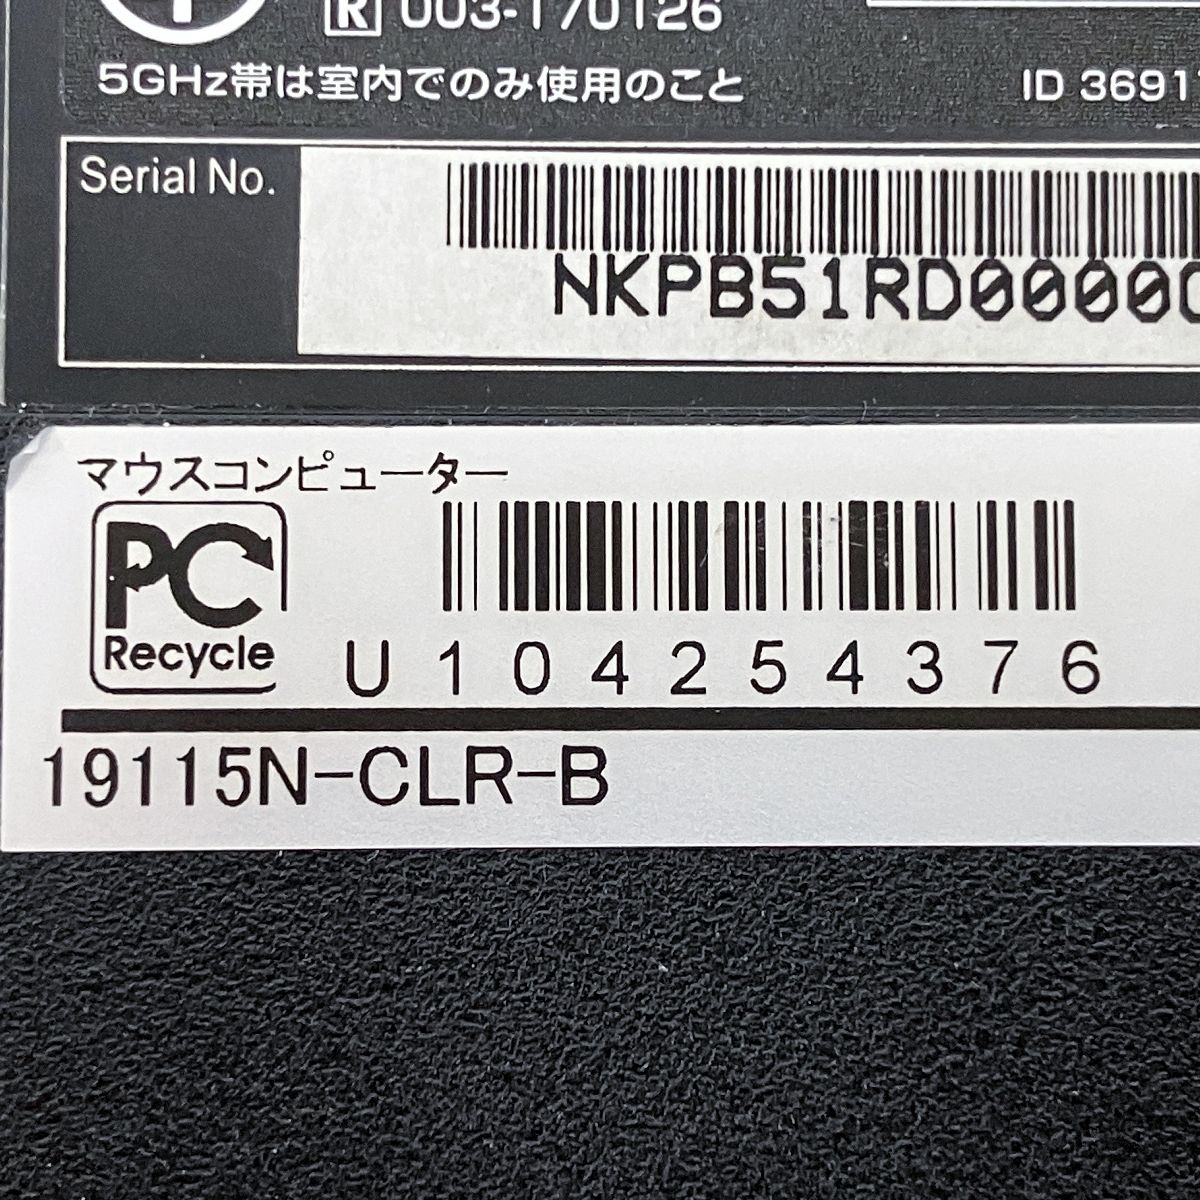 R 003-170126
5GHz帯は室内でのみ使用のこと
ID 3691
Serial No.
NKPB51RD0000
マウスコンピューター
PC
Recycle
U104254376
19115N-CLR-B